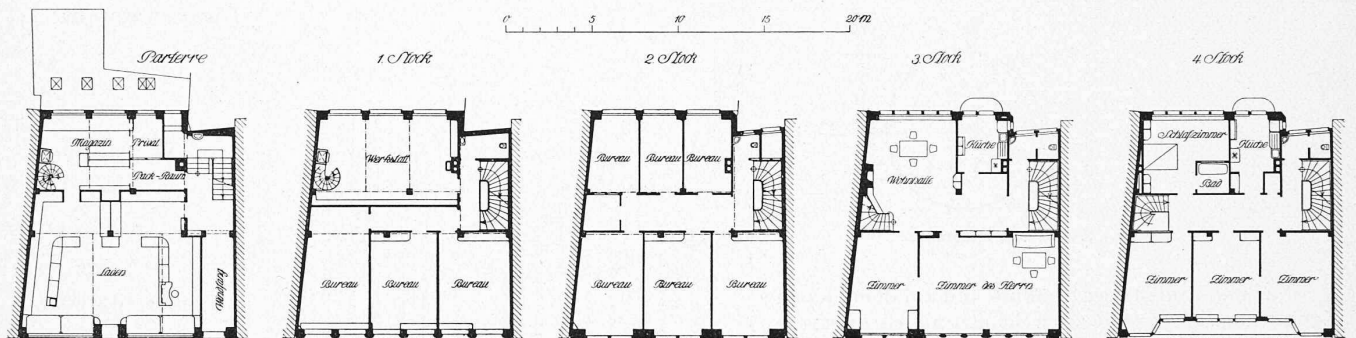 0 5 10 15 20 m
Parterre
Magazin
Privat
Pack-Raum
Laden
Eingang
1. Stock
Werkstatt
Bureau
Bureau
Bureau
2. Stock
Bureau
Bureau
Bureau
Bureau
Bureau
Bureau
3. Stock
Küche
Wohnhalle
Zimmer
Zimmer des Herrn
4. Stock
Schlafzimmer
Küche
Bad
Zimmer
Zimmer
Zimmer